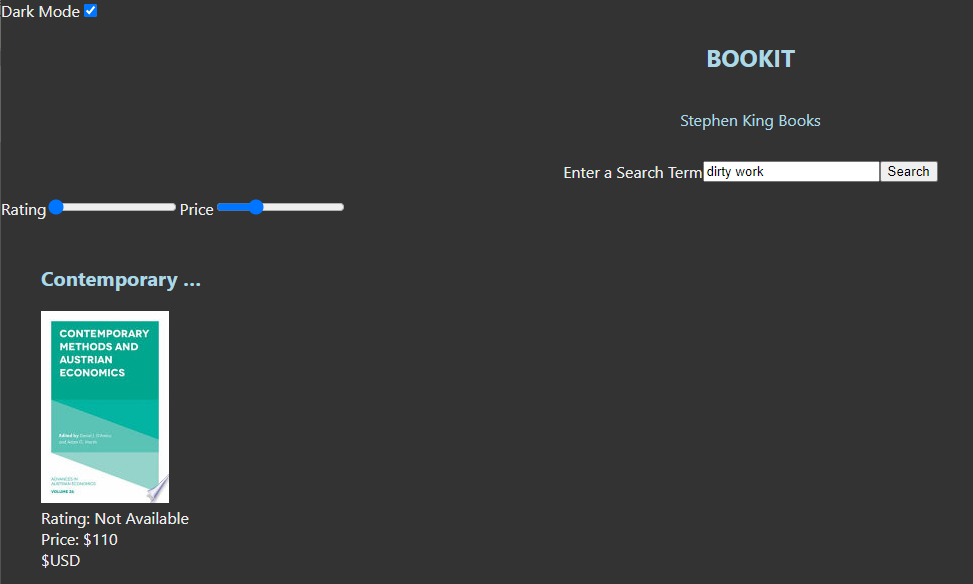 Dark Mode
BOOKIT
Stephen King Books
Enter a Search Term dirty work Search
Rating Price
Contemporary ...
CONTEMPORARY
METHODS AND
AUSTRIAN
ECONOMICS
Edited by
ADVANCES IN
AUSTRIAN ECONOMICS
VOLUME 26
Rating: Not Available
Price: $110
$USD